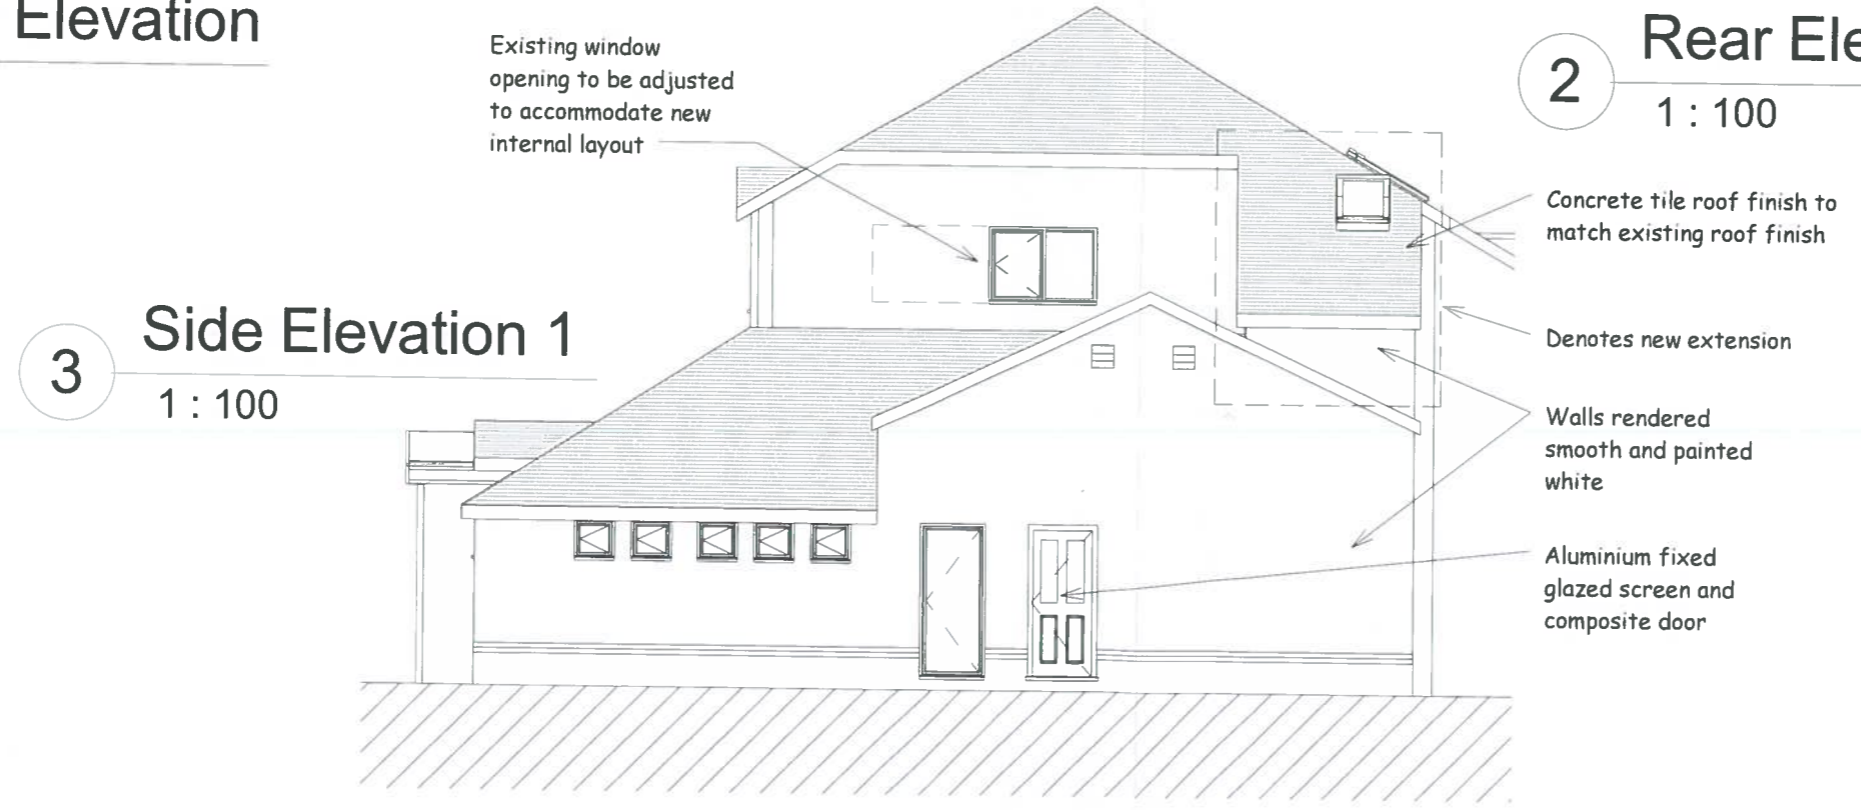 Elevation
Existing window
opening to be adjusted
to accommodate new
internal layout
2
Rear Ele
1 : 100
Concrete tile roof finish to
match existing roof finish
3
Side Elevation 1
1 : 100
Denotes new extension
Walls rendered
smooth and painted
white
Aluminium fixed
glazed screen and
composite door